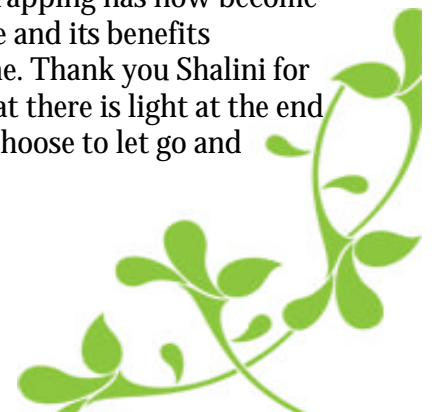 apping has now become
e and its benefits
ne. Thank you Shalini for
at there is light at the end
hoose to let go and